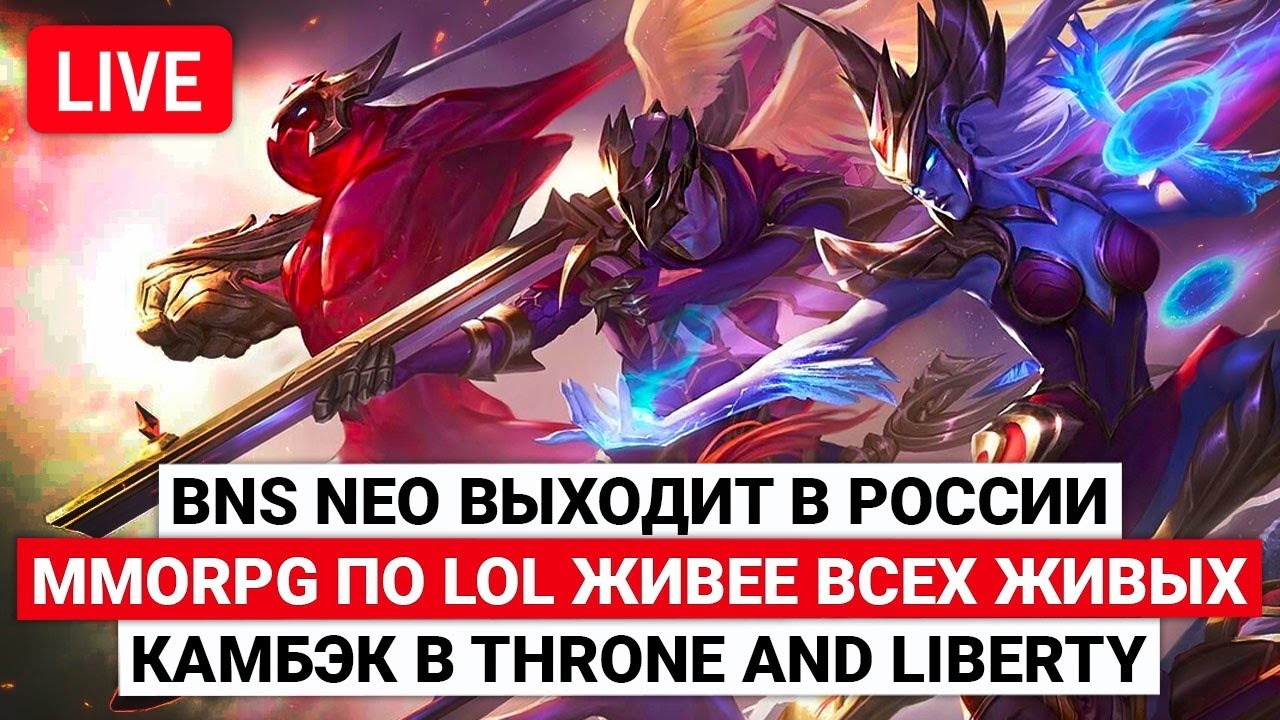 LIVE
BNS NEO ВЫХОДИТ В РОССИИ
MMORPG ПО LOL ЖИВЕЕ ВСЕХ ЖИВЫХ
КАМБЭК В THRONE AND LIBERTY